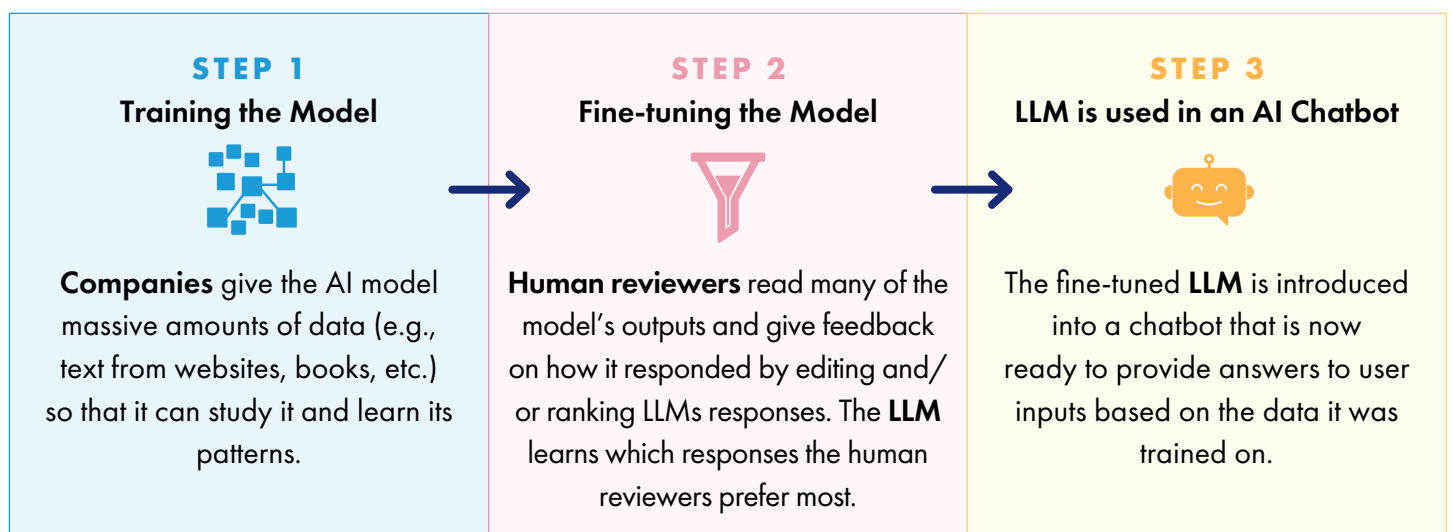 STEP 1
Training the Model
Companies give the AI model
massive amounts of data (e.g.,
text from websites, books, etc.)
so that it can study it and learn its
patterns.
STEP 2
Fine-tuning the Model
Human reviewers read many of the
model's outputs and give feedback
on how it responded by editing and/
or ranking LLMs responses. The LLM
learns which responses the human
reviewers prefer most.
STEP 3
LLM is used in an AI Chatbot
The fine-tuned LLM is introduced
into a chatbot that is now
ready to provide answers to user
inputs based on the data it was
trained on.